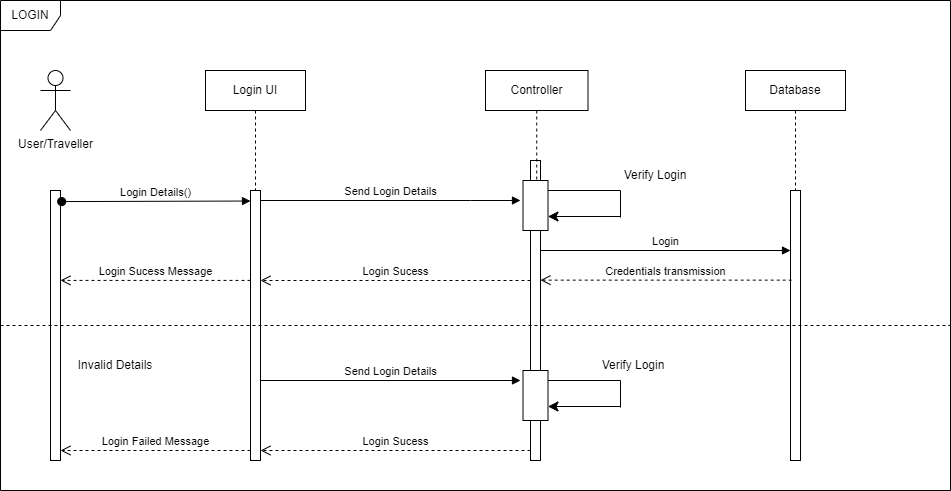 LOGIN
Login UI
Controller
Database
User/Traveller
Verify Login
Login Details()
Send Login Details
Login
Login Sucess Message
Login Sucess
Credentials transmission
Invalid Details
Send Login Details
Verify Login
Login Failed Message
Login Sucess